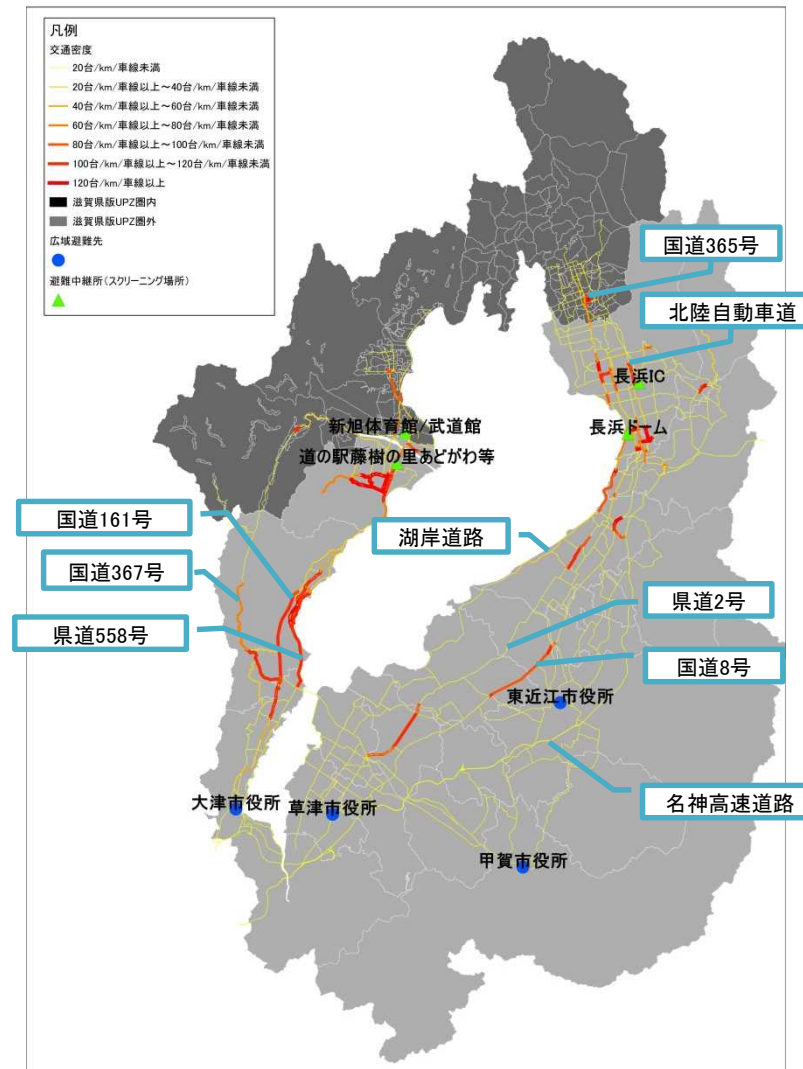 凡例
交通密度
20台/km/車線未満
20台/km/車線以上～40台/km/車線未満
40台/km/車線以上～60台/km/車線未満
60台/km/車線以上～80台/km/車線未満
80台/km/車線以上～100台/km/車線未満
100台/km/車線以上～120台/km/車線未満
120台/km/車線以上
滋賀県版UPZ圏内
滋賀県版UPZ圏外
広域避難先
避難中継所(スクリーニング場所)
国道365号
北陸自動車道
長浜IC
新旭体育館/武道館
長浜ドーム
道の駅藤樹の里あどがわ等
国道161号
湖岸道路
国道367号
県道2号
県道558号
国道8号
東近江市役所
名神高速道路
大津市役所
草津市役所
甲賀市役所